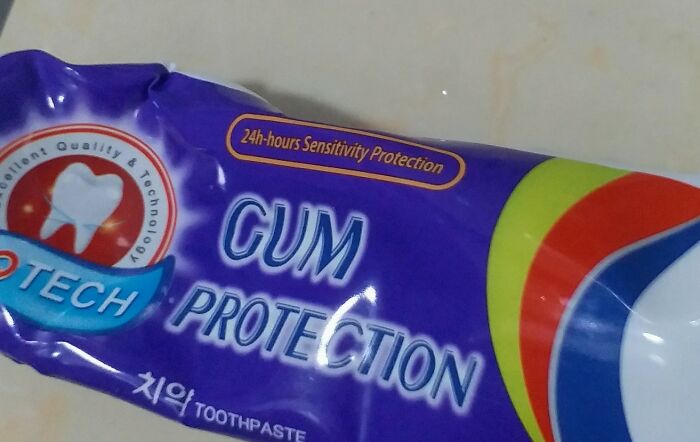 24h-hours Sensitivity Protection
Excellent Quality & Technology
TECH
GUM
PROTECTION
치약 TOOTHPASTE